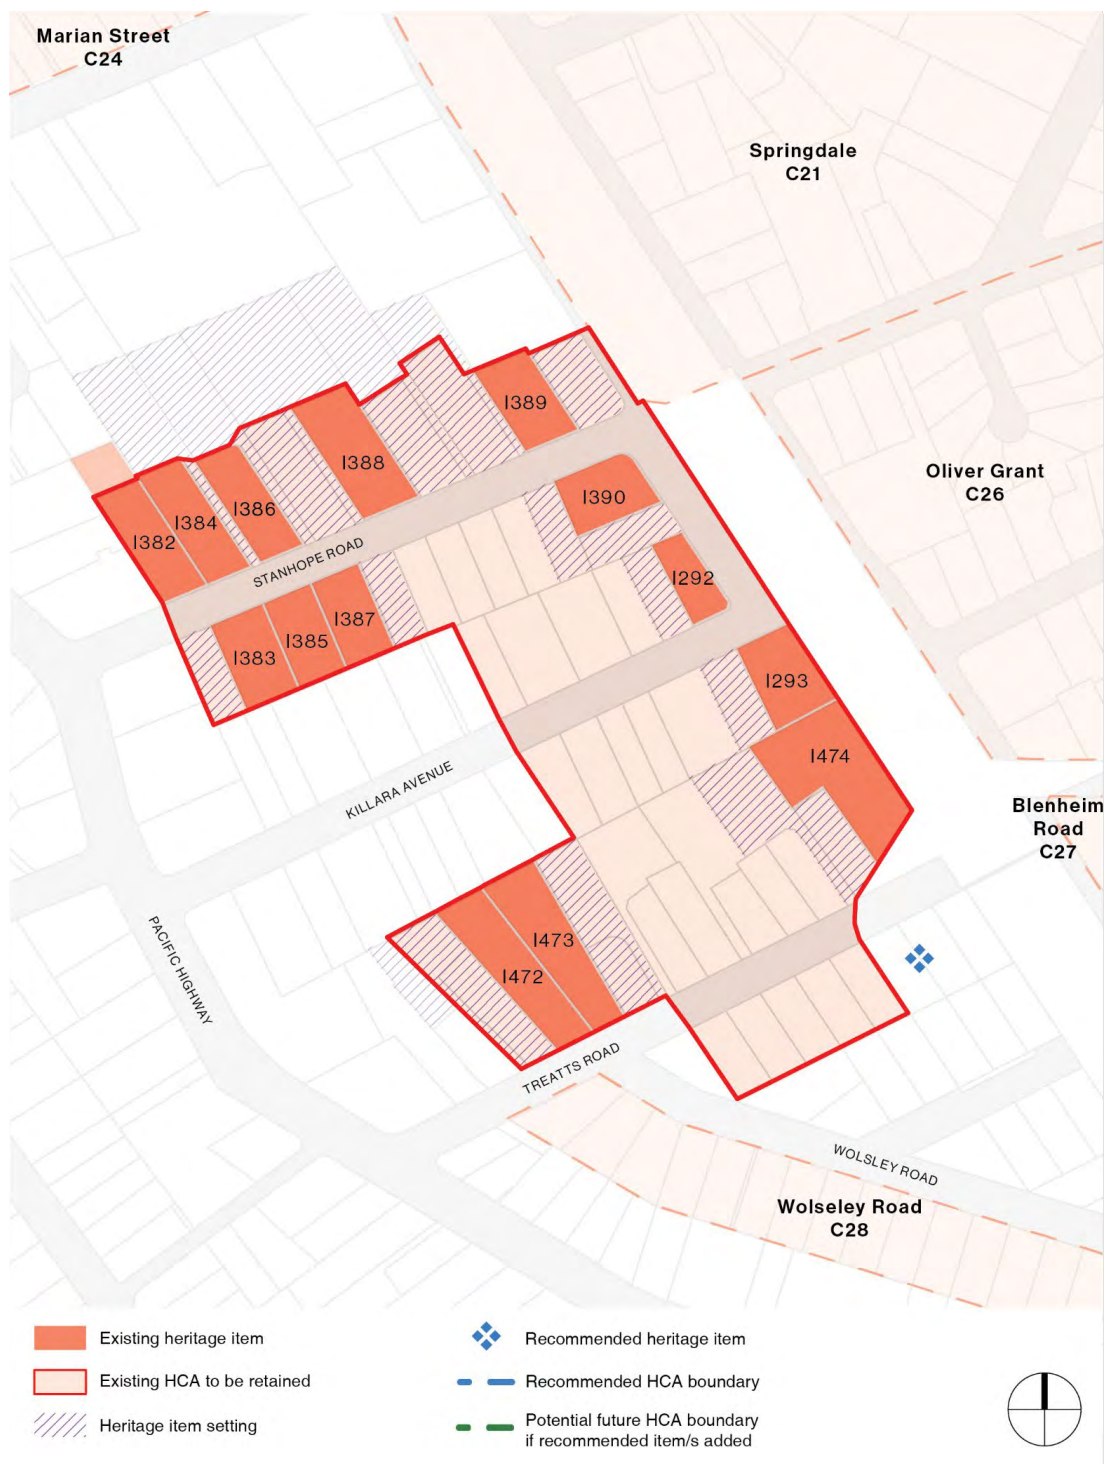 Marian Street
C24
Springdale
C21
I389
I388
I390
Oliver Grant
C26
I386
I384
I382
STANHOPE ROAD
I292
I387
I385
I383
I293
I474
KILLARA AVENUE
Blenheim
Road
C27
PACIFIC HIGHWAY
I473
I472
TREATTS ROAD
WOLSLEY ROAD
Wolseley Road
C28
Existing heritage item
Existing HCA to be retained
Heritage item setting
Recommended heritage item
Recommended HCA boundary
Potential future HCA boundary
if recommended item/s added